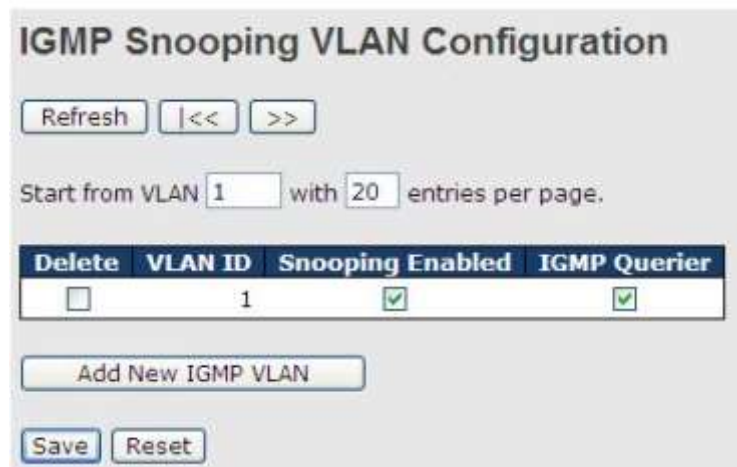 IGMP Snooping VLAN Configuration
Refresh |<< >>
Start from VLAN 1 with 20 entries per page.
Delete VLAN ID Snooping Enabled IGMP Querier
1
Add New IGMP VLAN
Save Reset